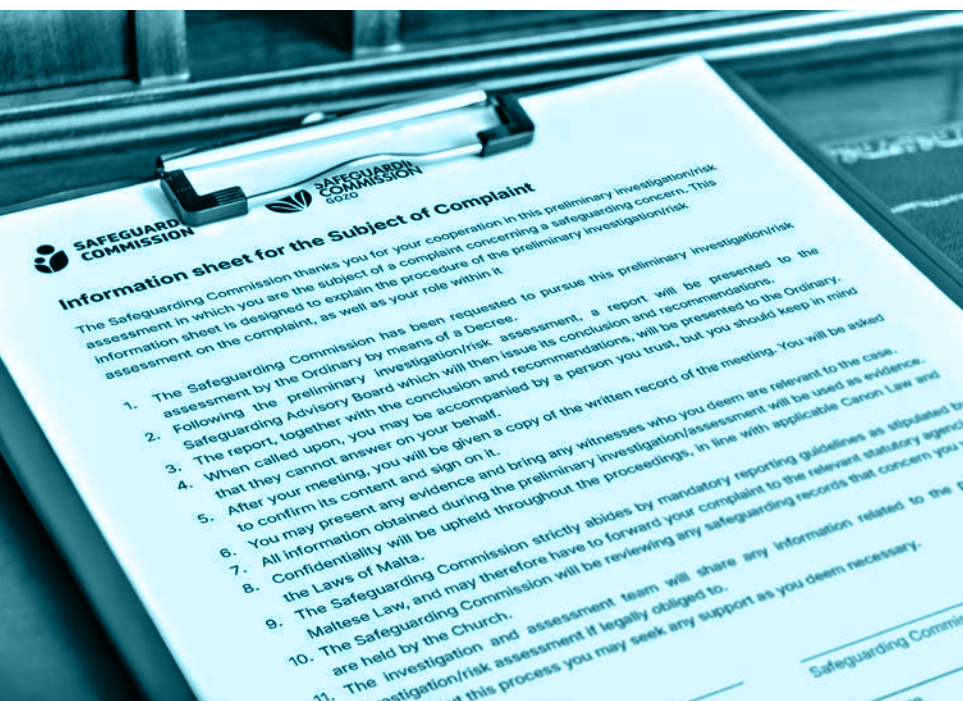 SAFEGUARD
COMMISSION
SAFEGUARDIN
COMMISSION
GOZO
Information sheet for the Subject of Complaint
The Safeguarding Commission thanks you for your cooperation in this preliminary investigation/risk
assessment in which you are the subject of a complaint concerning a safeguarding concern. This
information sheet is designed to explain the procedure of the preliminary investigation/risk
assessment on the complaint, as well as your role within it
1. The Safeguarding Commission has been requested to pursue this preliminary investigation/risk
assessment by the Ordinary by means of a Decree.
2. Following the preliminary investigation/risk assessment, a report will be presented to the
Safeguarding Advisory Board which will then issue its conclusion and recommendations.
3. The report, together with the conclusion and recommendations, will be presented to the Ordinary.
4. When called upon, you may be accompanied by a person you trust, but you should keep in mind
that they cannot answer on your behalf.
5. After your meeting, you will be given a copy of the written record of the meeting. You will be asked
to confirm its content and sign on it.
6. You may present any evidence and bring any witnesses who you deem are relevant to the case.
7. All information obtained during the preliminary investigation/assessment will be used as evidence.
8. Confidentiality will be upheld throughout the proceedings, in line with applicable Canon Law and
the Laws of Malta.
9. The Safeguarding Commission strictly abides by mandatory reporting guidelines as stipulated
Maltese Law, and may therefore have to forward your complaint to the relevant statutory
10. The Safeguarding Commission will be reviewing any safeguarding records that concern you
are held by the Church.
11. The investigation and assessment team will share any information related to the
stigation/risk assessment if legally obliged to.
this process you may seek any support as you deem necessary.
Safeguarding Commis